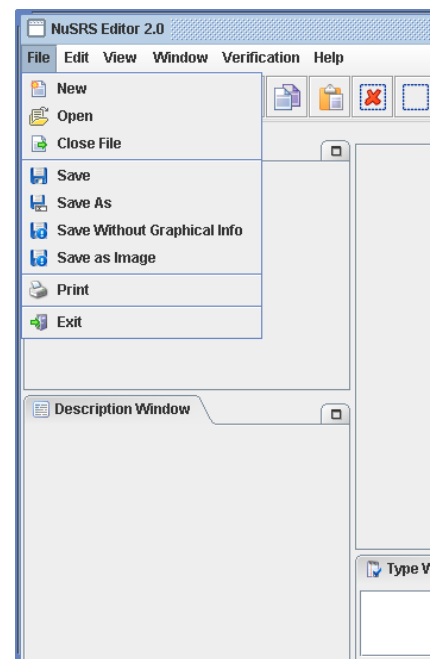 NuSRS Editor 2.0
File Edit View Window Verification Help
New
Open
Close File
Save
Save As
Save Without Graphical Info
Save as Image
Print
Exit
Description Window
Type